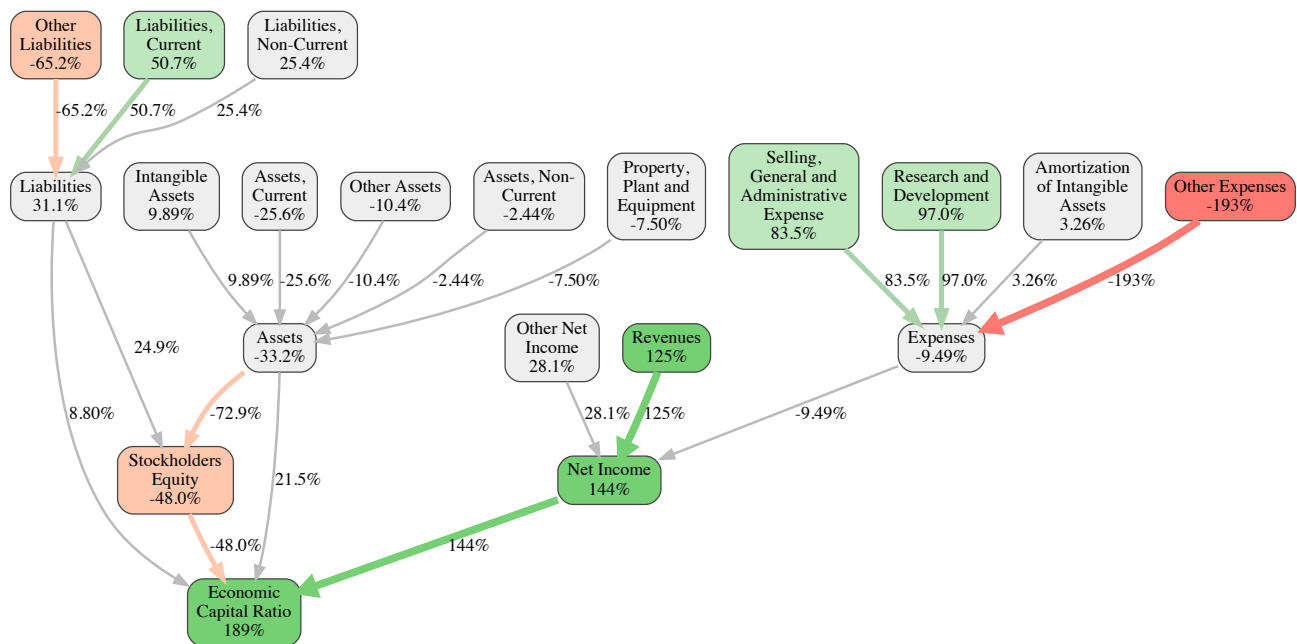 Other
Liabilities
-65.2%
Liabilities,
Current
50.7%
Liabilities,
Non-Current
25.4%
-65.2%
50.7%
25.4%
Liabilities
31.1%
Intangible
Assets
9.89%
Assets,
Current
-25.6%
Other Assets
-10.4%
Assets, Non-
Current
-2.44%
Property,
Plant and
Equipment
-7.50%
Selling,
General and
Administrative
Expense
83.5%
Research and
Development
97.0%
Amortization
of Intangible
Assets
3.26%
Other Expenses
-193%
9.89%
-25.6%
-10.4%
-2.44%
-7.50%
83.5%
97.0%
3.26%
-193%
24.9%
Assets
-33.2%
Other Net
Income
28.1%
Revenues
125%
Expenses
-9.49%
8.80%
-72.9%
28.1%
125%
-9.49%
Stockholders
Equity
-48.0%
21.5%
Net Income
144%
-48.0%
144%
Economic
Capital Ratio
189%